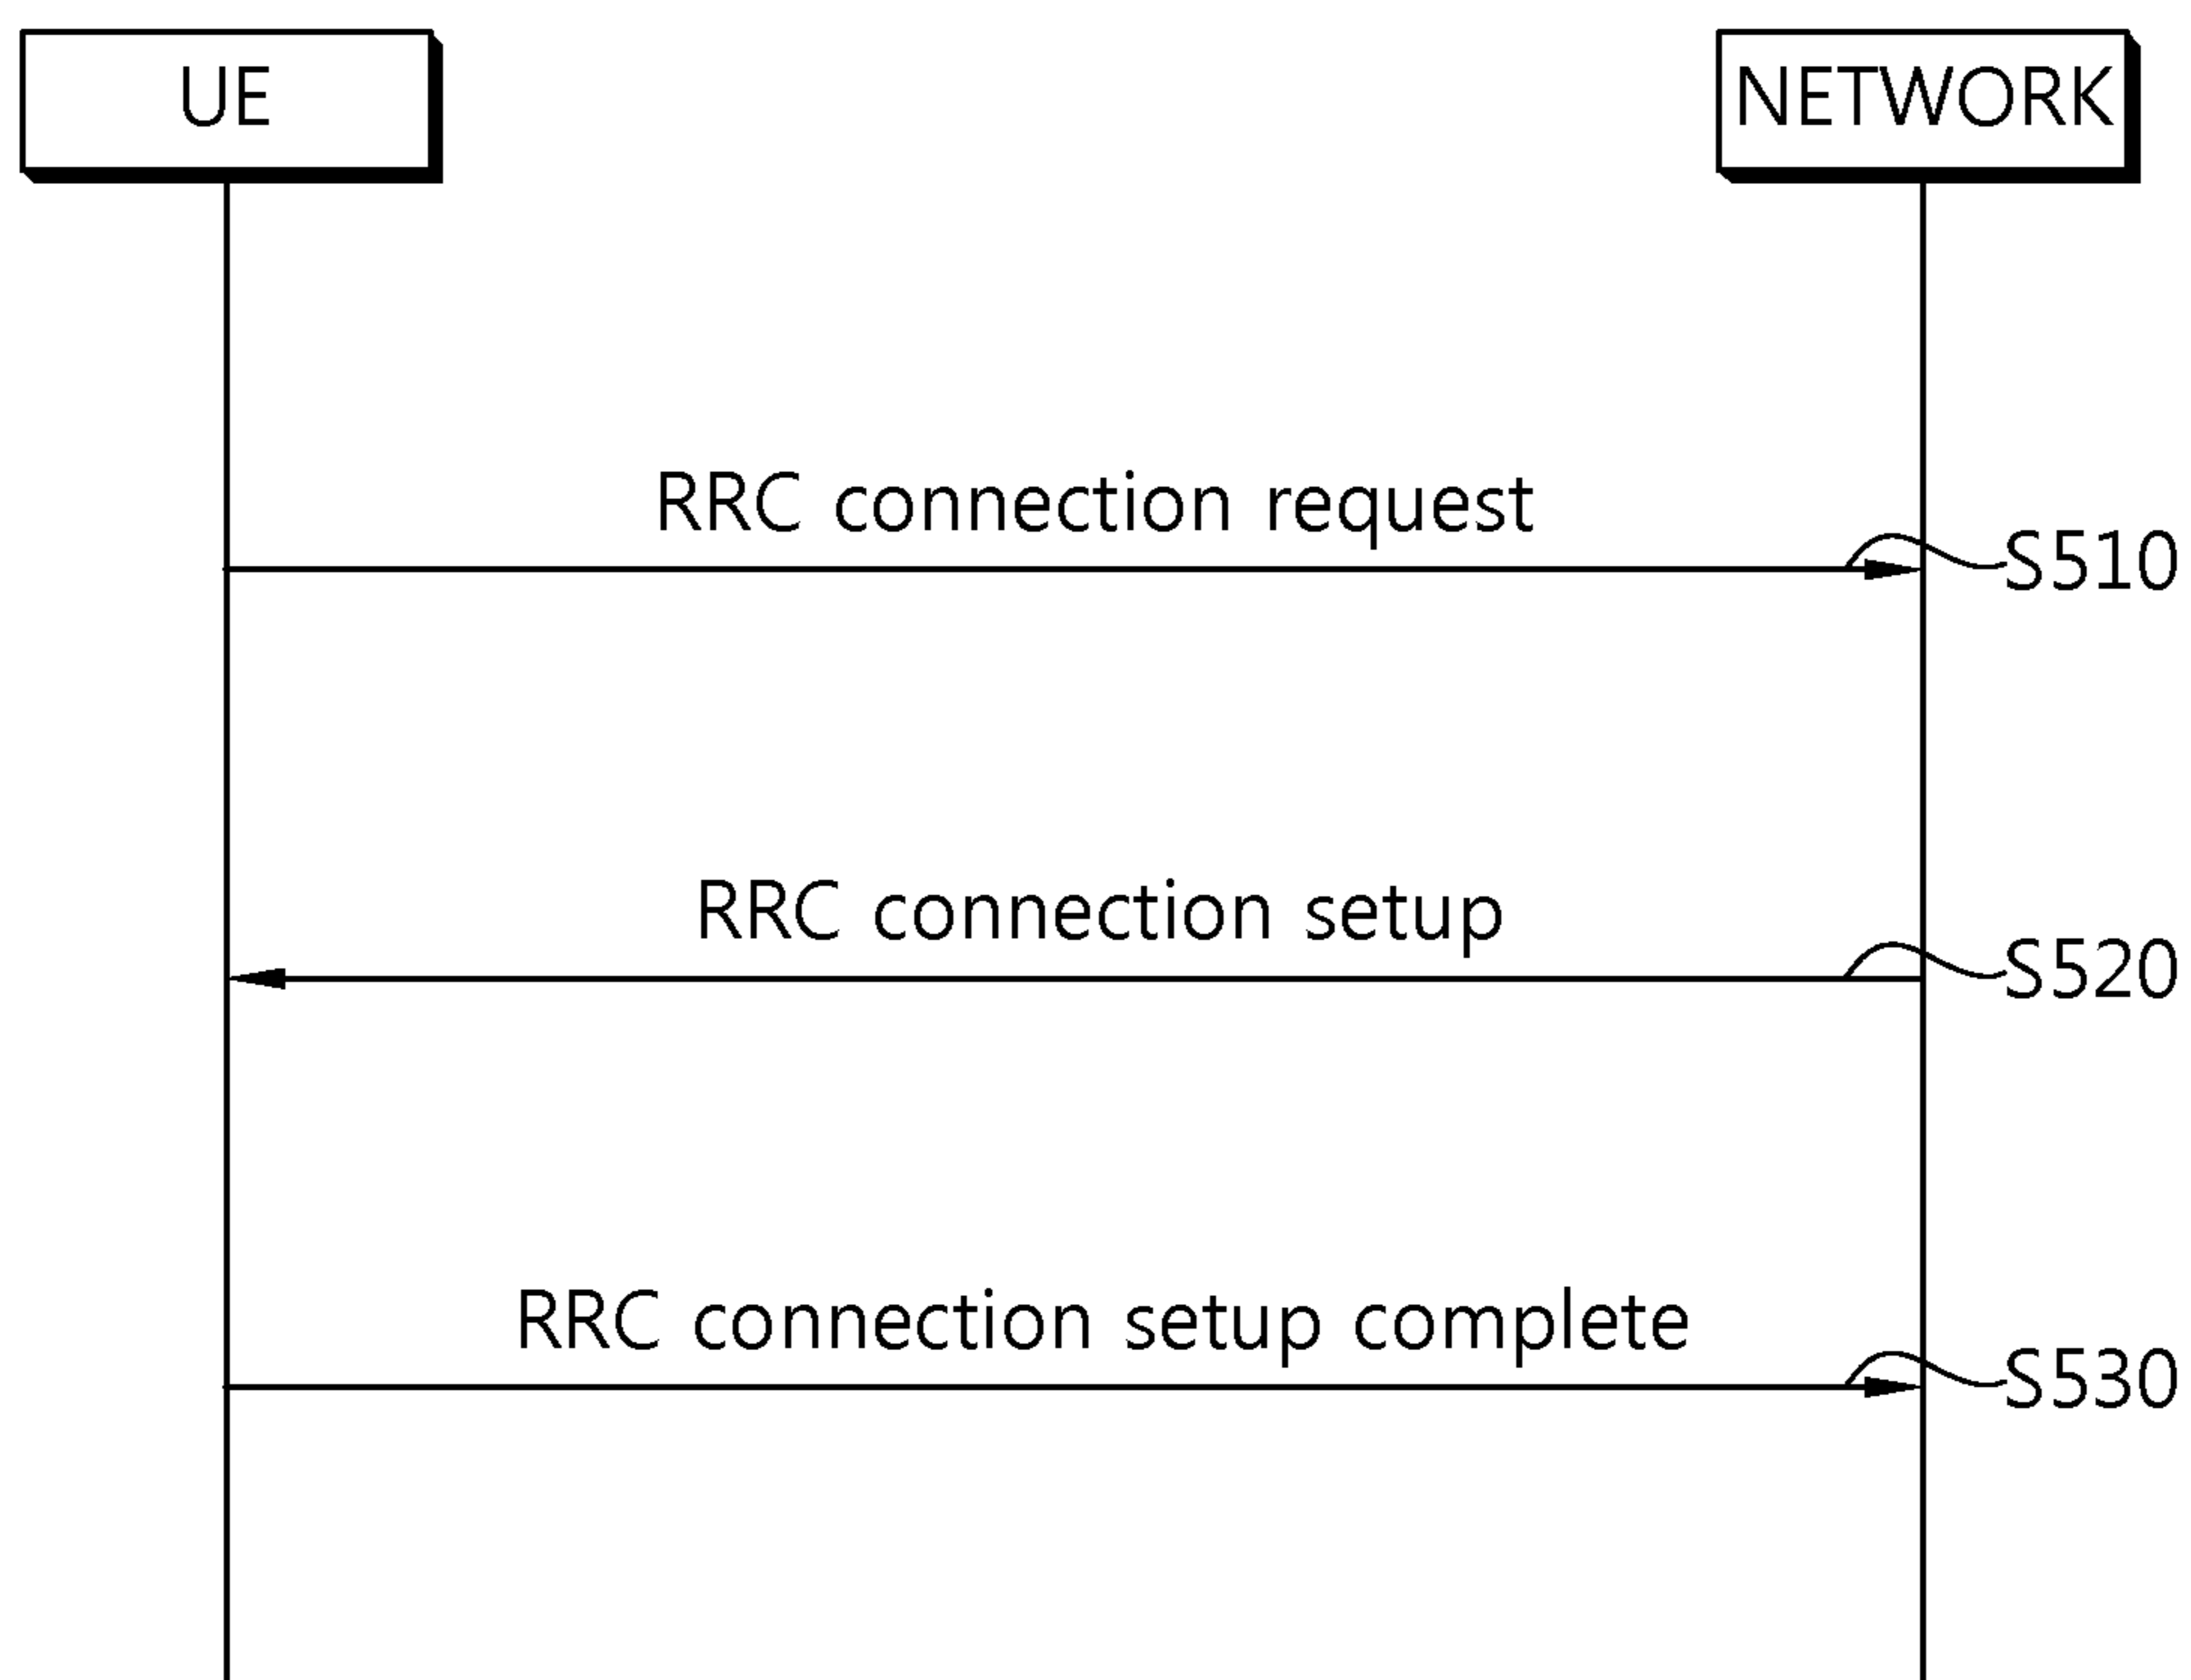 UE
NETWORK
RRC connection request
S510
RRC connection setup
S520
RRC connection setup complete
S530